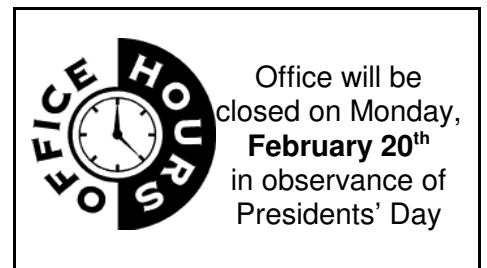 OFFICE HOURS
Office will be
closed on Monday,
February 20th
in observance of
Presidents’ Day